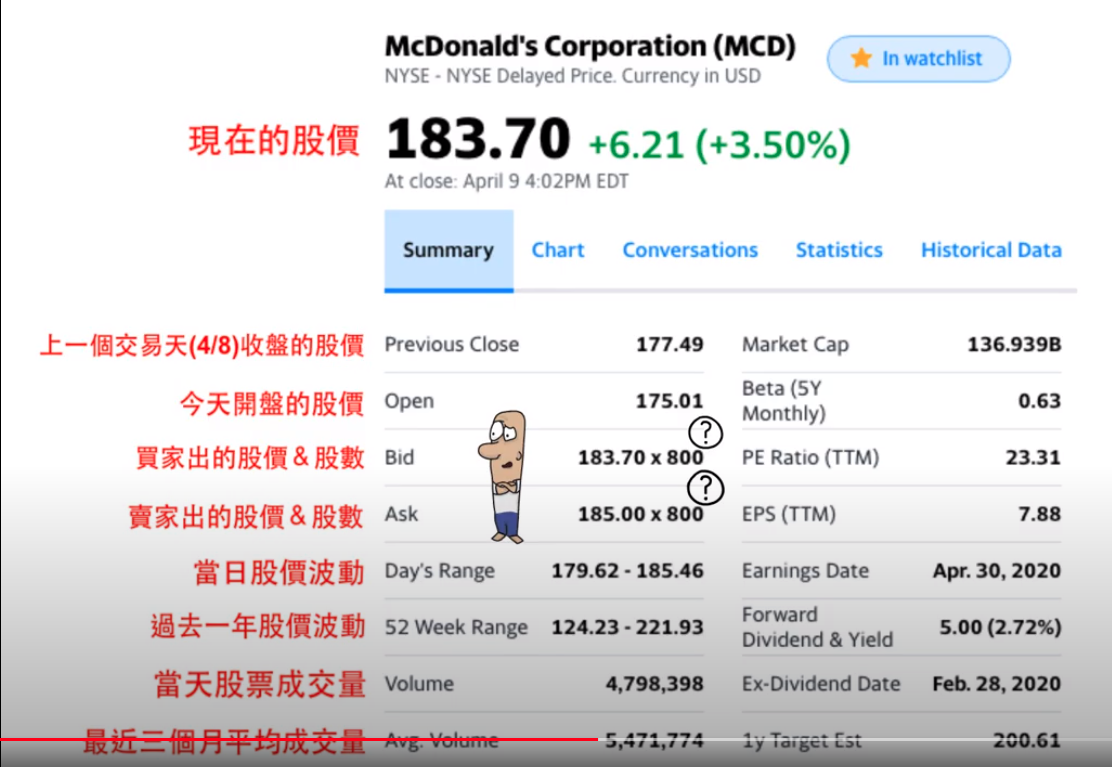 McDonald's Corporation (MCD)
In watchlist
NYSE - NYSE Delayed Price. Currency in USD
現在的股價 183.70 +6.21 (+3.50%)
At close: April 9 4:02PM EDT
Summary Chart Conversations Statistics Historical Data
上一個交易天(4/8)收盤的股價 Previous Close 177.49 Market Cap 136.939B
今天開盤的股價 Open 175.01 Beta (5Y
Monthly) 0.63
?
買家出的股價＆股數 Bid 183.70 x 800 PE Ratio (TTM) 23.31
?
賣家出的股價＆股數 Ask 185.00 x 800 EPS (TTM) 7.88
當日股價波動 Day's Range 179.62 - 185.46 Earnings Date Apr. 30, 2020
過去一年股價波動 52 Week Range 124.23 - 221.93 Forward
Dividend & Yield 5.00 (2.72%)
當天股票成交量 Volume 4,798,398 Ex-Dividend Date Feb. 28, 2020
最近三個月平均成交量 Avg. Volume 5,471,774 1y Target Est 200.61